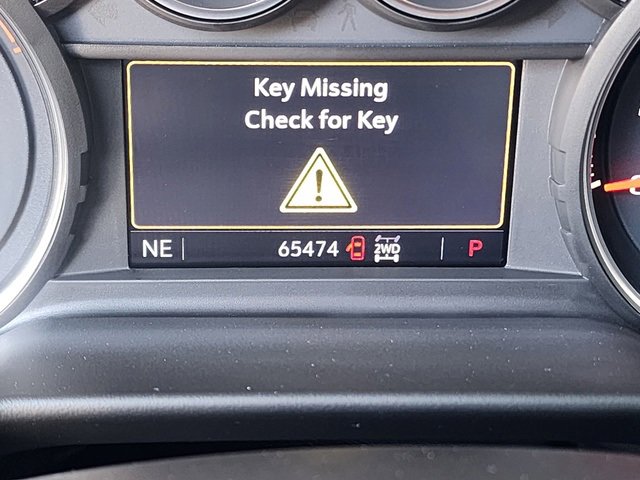 Key Missing
Check for Key
!
NE 65474 2WD P